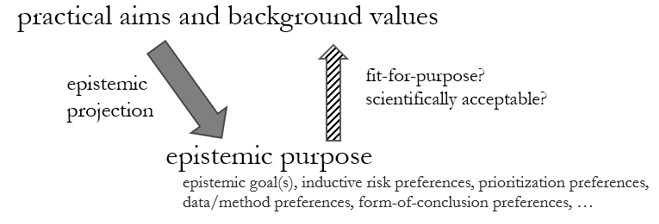 practical aims and background values
epistemic
projection
fit-for-purpose?
scientifically acceptable?
epistemic purpose
epistemic goal(s), inductive risk preferences, prioritization preferences,
data/method preferences, form-of-conclusion preferences, …